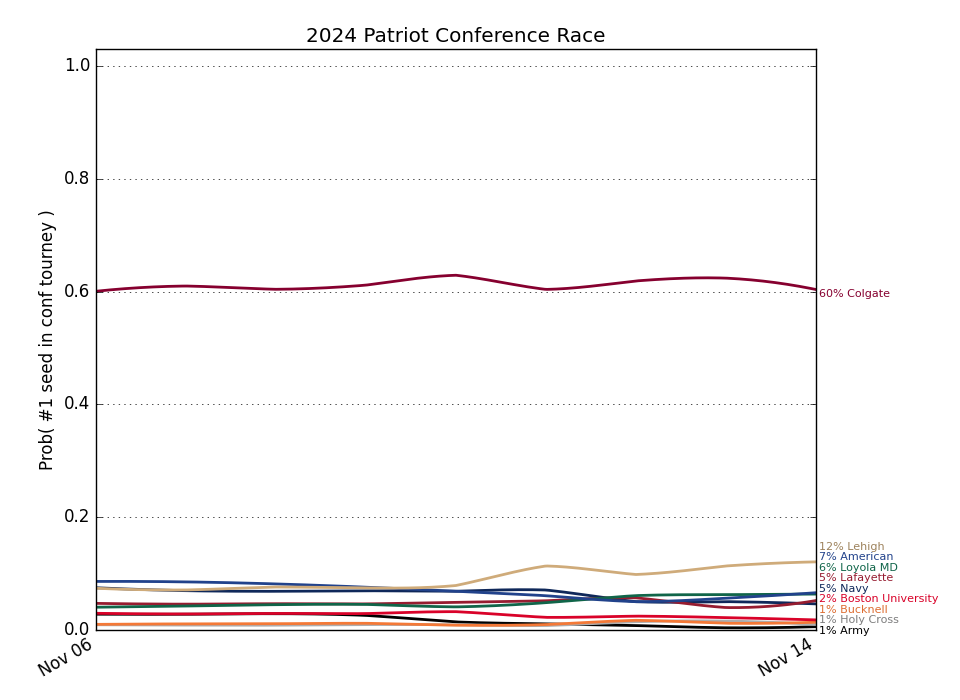 2024 Patriot Conference Race
Prob( #1 seed in conf tourney )
1.0
0.8
0.6
0.4
0.2
0.0
Nov 06
Nov 14
60% Colgate
12% Lehigh
7% American
6% Loyola MD
5% Lafayette
5% Navy
2% Boston University
1% Bucknell
1% Holy Cross
1% Army